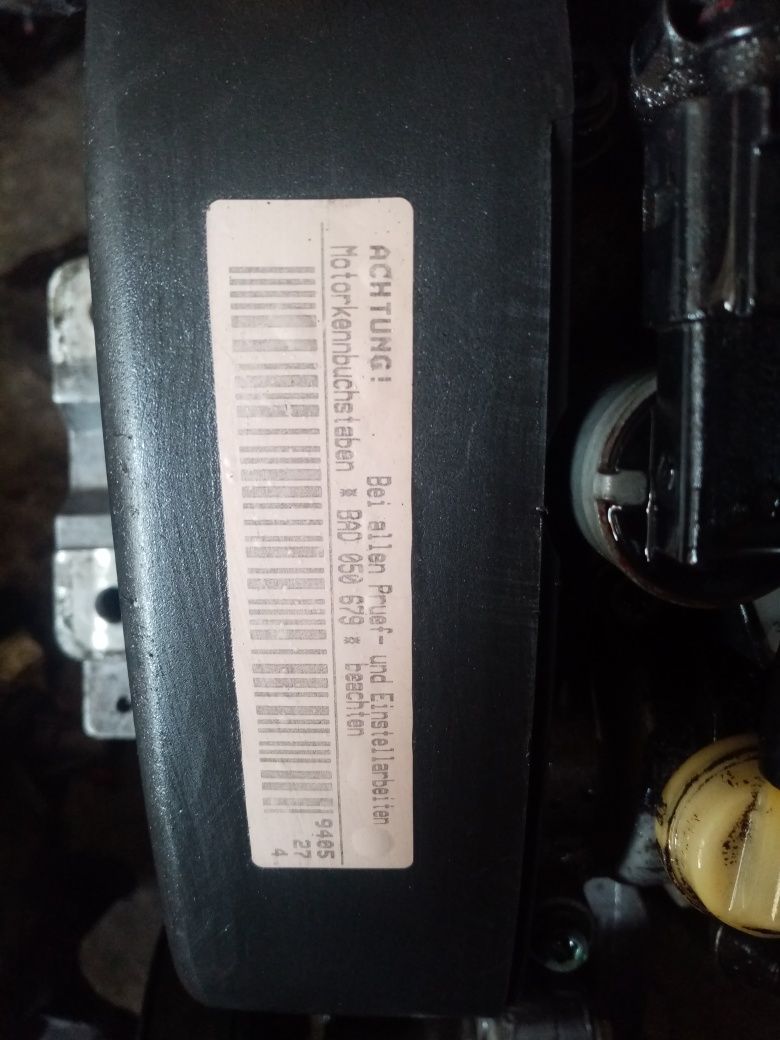 ACHTUNG! Bei allen Pruef- und Einstellarbeiten
Motorkennbuchstaben * BAD 050 679 * beachten
9405
27
4